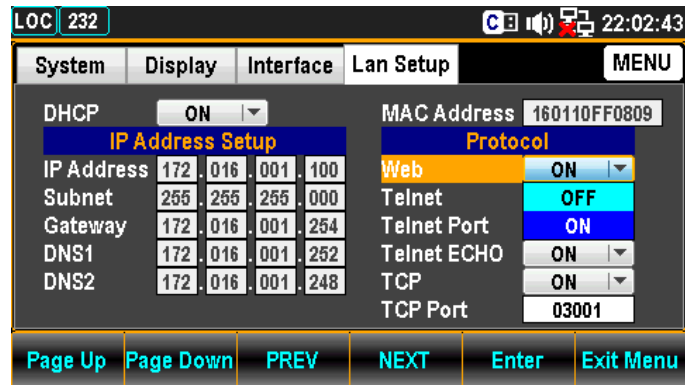 LOC 232 C 22:02:43
System Display Interface Lan Setup MENU
DHCP ON MAC Address 160110FF0809
IP Address Setup Protocol
IP Address 172 . 016 . 001 . 100 Web ON
Subnet 255 . 255 . 255 . 000 Telnet OFF
Gateway 172 . 016 . 001 . 254 Telnet Port ON
DNS1 172 . 016 . 001 . 252 Telnet ECHO ON
DNS2 172 . 016 . 001 . 248 TCP ON
TCP Port 03001
Page Up Page Down PREV NEXT Enter Exit Menu